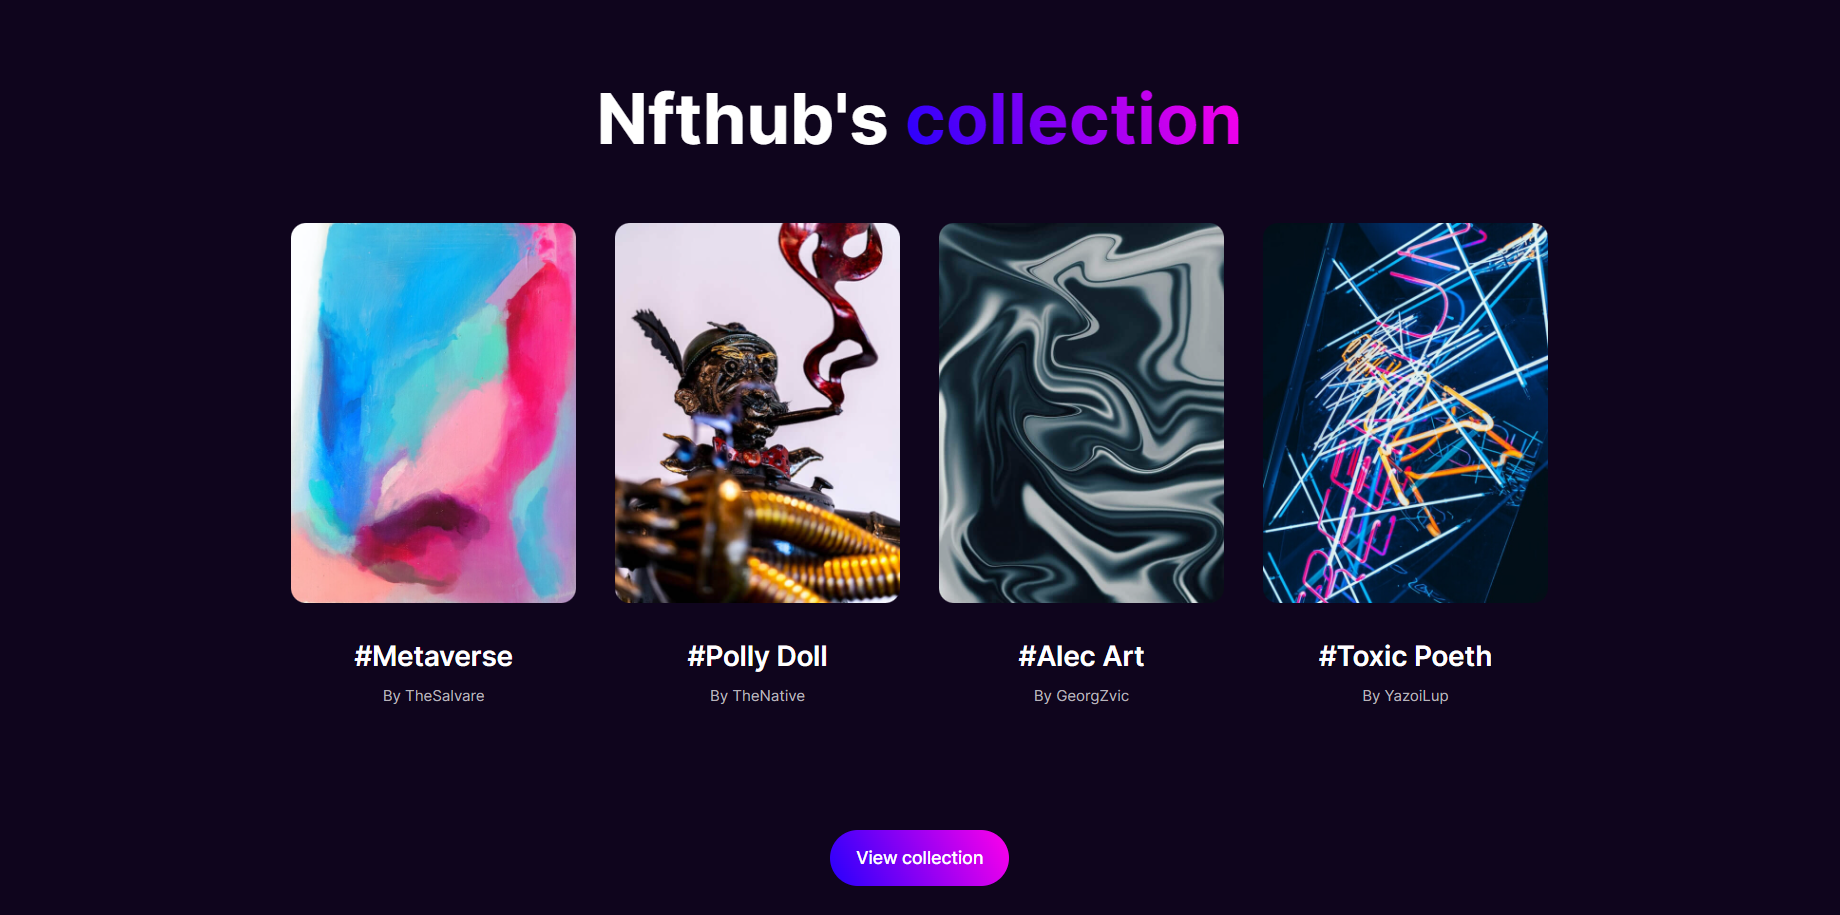 Nfthub's collection
#Metaverse
By TheSalvare
#Polly Doll
By TheNative
#Alec Art
By GeorgZvic
#Toxic Poeth
By YazoiLup
View collection